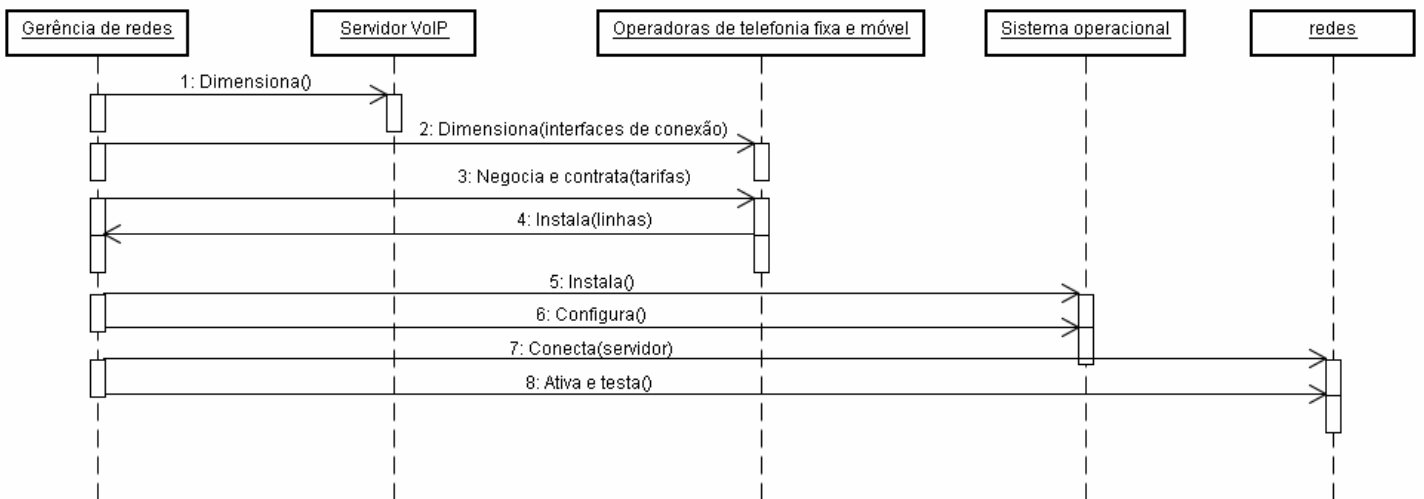 Gerência de redes
Servidor VoIP
Operadoras de telefonia fixa e móvel
Sistema operacional
redes
1: Dimensiona()
2: Dimensiona(interfaces de conexão)
3: Negocia e contrata(tarifas)
4: Instala(linhas)
5: Instala()
6: Configura()
7: Conecta(servidor)
8: Ativa e testa()